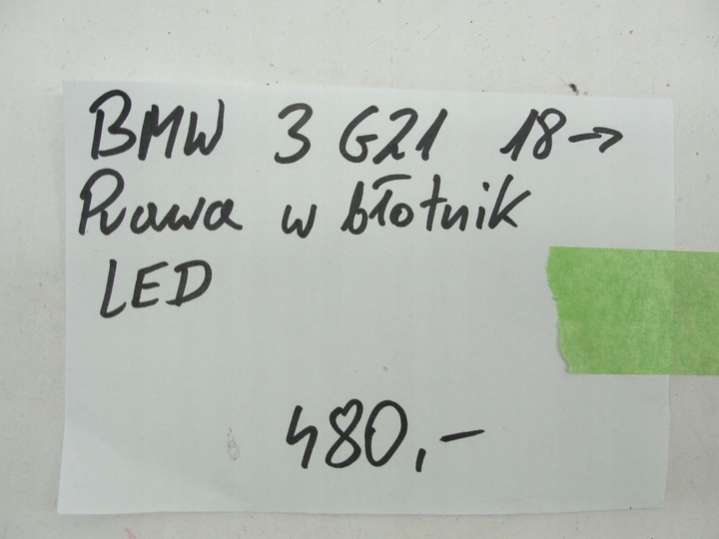 BMW 3 G21 18→
Prawa w błotnik
LED
480,-